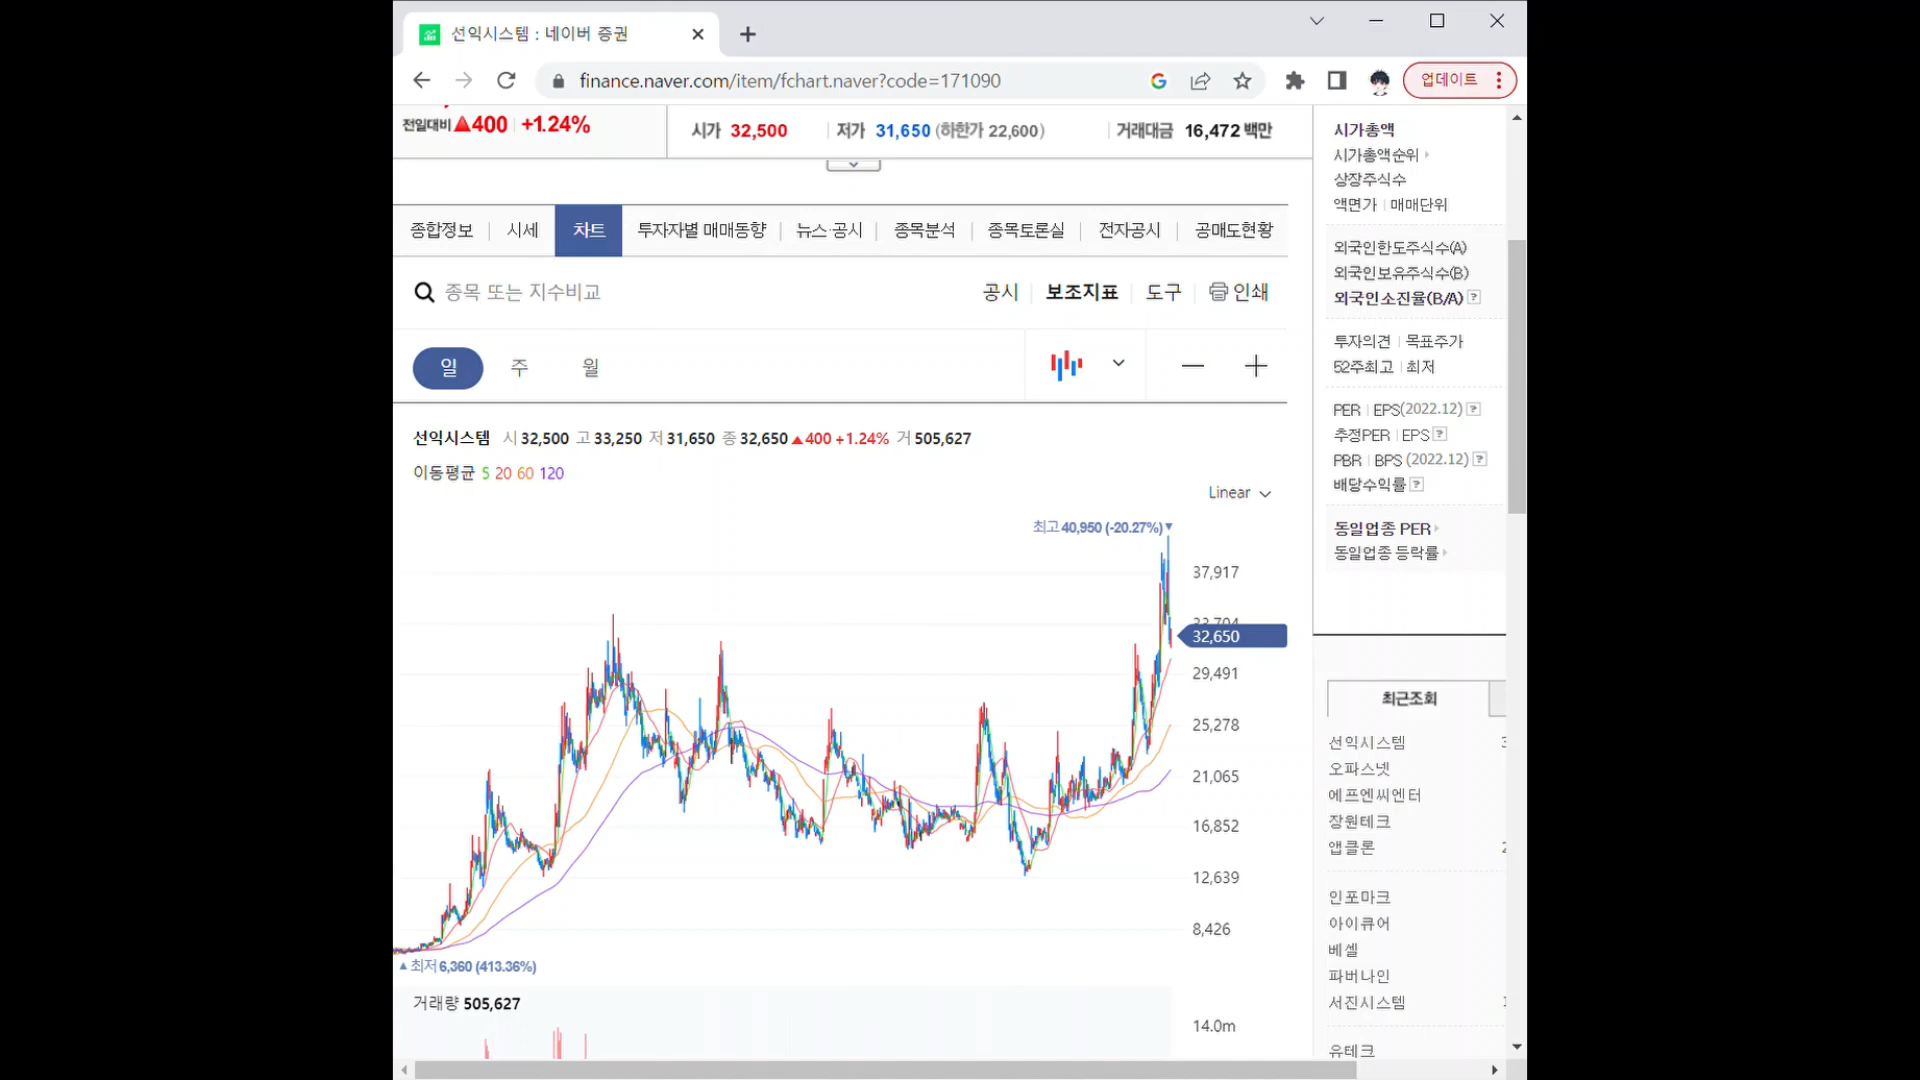 선익시스템 : 네이버 증권
finance.naver.com/item/fchart.naver?code=171090
업데이트
전일대비 ▲400 +1.24%
시가 32,500 저가 31,650 (하한가 22,600) 거래대금 16,472 백만
종합정보 시세 차트 투자자별 매매동향 뉴스·공시 종목분석 종목토론실 전자공시 공매도현황
종목 또는 지수비교
공시 보조지표 도구 인쇄
일 주 월
선익시스템 시 32,500 고 33,250 저 31,650 종 32,650 ▲400 +1.24% 거 505,627
이동평균 5 20 60 120
Linear
최고 40,950 (-20.27%)▼
37,917
32,650
29,491
25,278
21,065
16,852
12,639
8,426
▲최저 6,360 (413.36%)
거래량 505,627
14.0m
시가총액
시가총액순위
상장주식수
액면가 매매단위
외국인한도주식수(A)
외국인보유주식수(B)
외국인소진율(B/A) ?
투자의견 목표주가
52주최고 최저
PER EPS(2022.12) ?
추정PER EPS ?
PBR BPS (2022.12) ?
배당수익률 ?
동일업종 PER
동일업종 등락률
최근조회
선익시스템
오파스넷
에프엔씨엔터
장원테크
앱클론
인포마크
아이큐어
베셀
파버나인
서진시스템
유테크